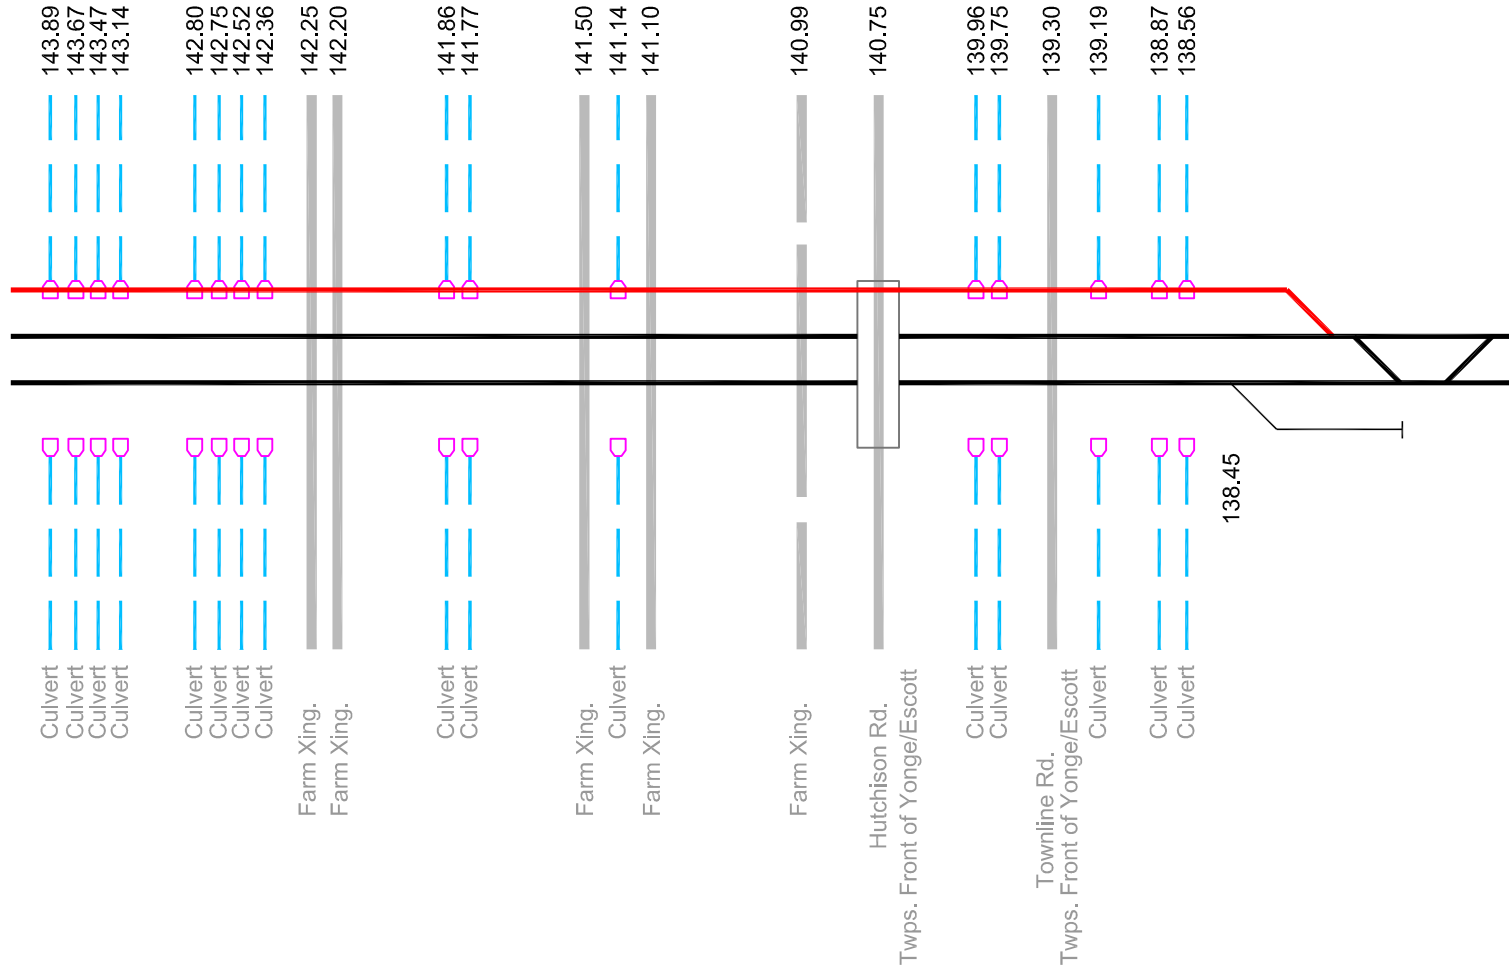 143.89
143.67
143.47
143.14
142.80
142.75
142.52
142.36
142.25
142.20
141.86
141.77
141.50
141.14
141.10
140.99
140.75
139.96
139.75
139.30
139.19
138.87
138.56
138.45
Culvert
Culvert
Culvert
Culvert
Culvert
Culvert
Culvert
Culvert
Farm Xing.
Farm Xing.
Culvert
Culvert
Farm Xing.
Culvert
Farm Xing.
Farm Xing.
Hutchison Rd.
Twps. Front of Yonge/Escott
Culvert
Culvert
Townline Rd.
Twps. Front of Yonge/Escott
Culvert
Culvert
Culvert